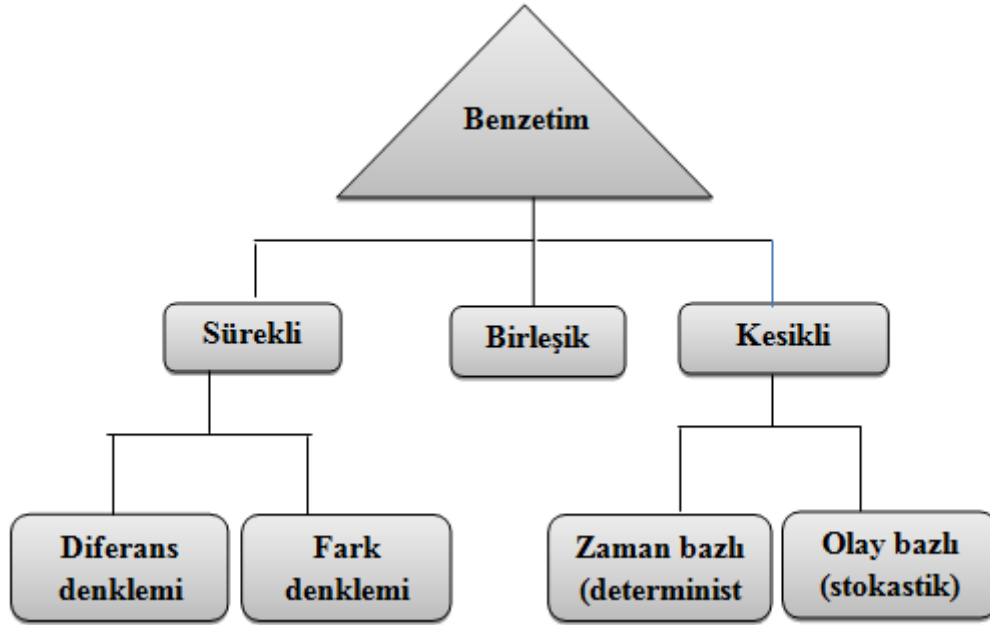 Benzetim
Sürekli
Birleşik
Kesikli
Diferans
denklemi
Fark
denklemi
Zaman bazlı
(determinist
Olay bazlı
(stokastik)